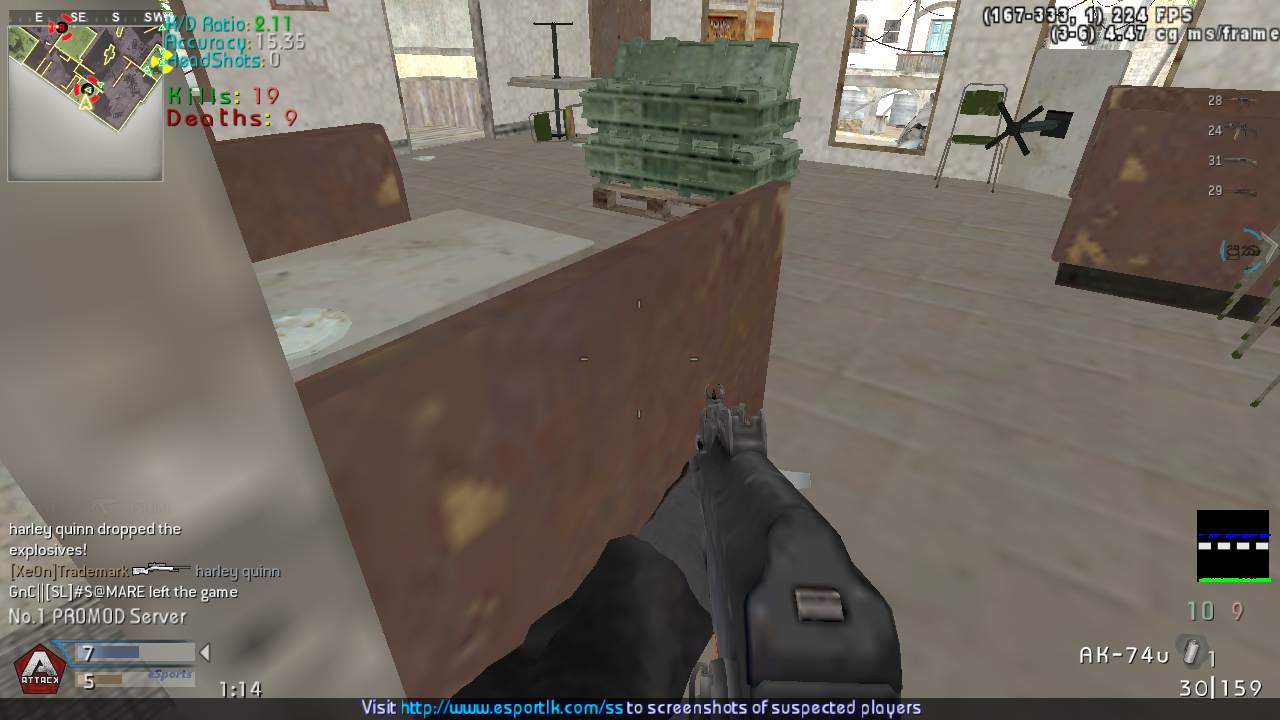 E SE S SW
K/D Ratio: 2.11
Accuracy: 15.35
HeadShots: 0
Kills: 19
Deaths: 9
(167-333, 1) 224 FPS
(3-6) 4.47 cg ms/frame
28
24
31
29
harley quinn dropped the
explosives!
[XeOn]Trademark harley quinn
GnC||[SL]#S@MARE left the game
No.1 PROMOD Server
7
5
ATTACK
eSports
1:14
10 9
AK-74u 1
30|159
Visit http://www.esportlk.com/ss to screenshots of suspected players